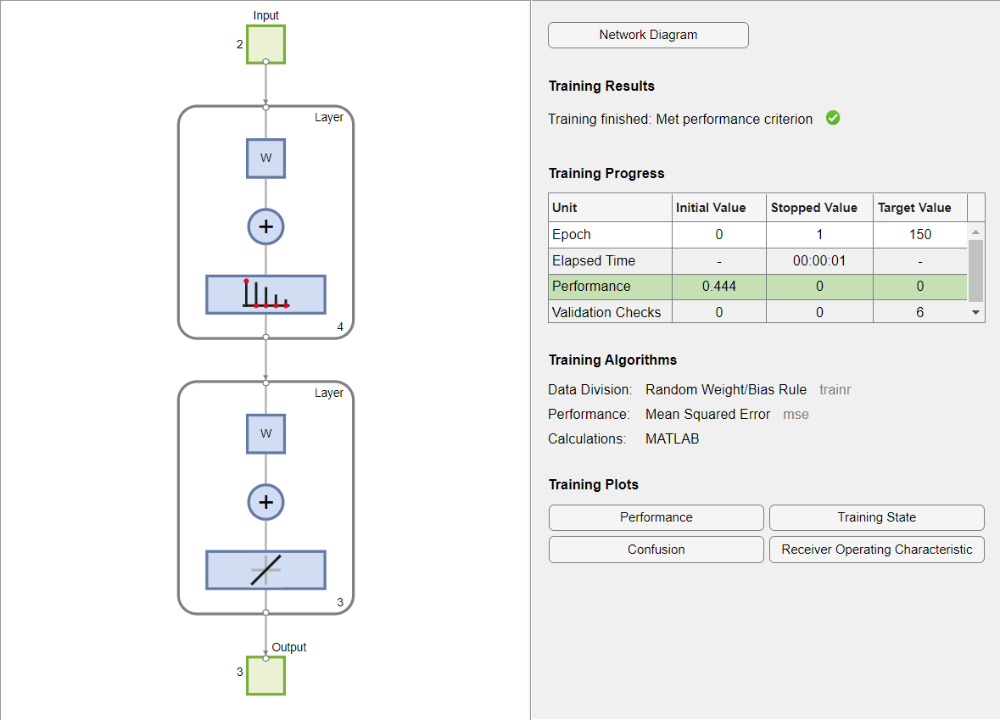 Input
2
Layer
W
+
4
Layer
W
+
3
Output
3
Network Diagram
Training Results
Training finished: Met performance criterion
Training Progress
Unit Initial Value Stopped Value Target Value
Epoch 0 1 150
Elapsed Time - 00:00:01 -
Performance 0.444 0 0
Validation Checks 0 0 6
Training Algorithms
Data Division: Random Weight/Bias Rule trainr
Performance: Mean Squared Error mse
Calculations: MATLAB
Training Plots
Performance Training State
Confusion Receiver Operating Characteristic